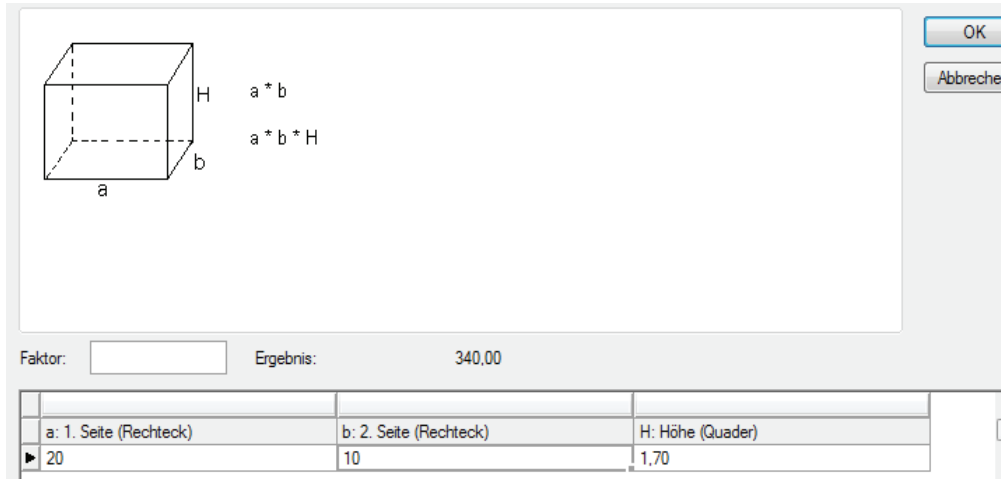 OK
Abbreche
H
a * b
a * b * H
b
a
Faktor: Ergebnis: 340,00
a: 1. Seite (Rechteck) b: 2. Seite (Rechteck) H: Höhe (Quader)
20 10 1,70